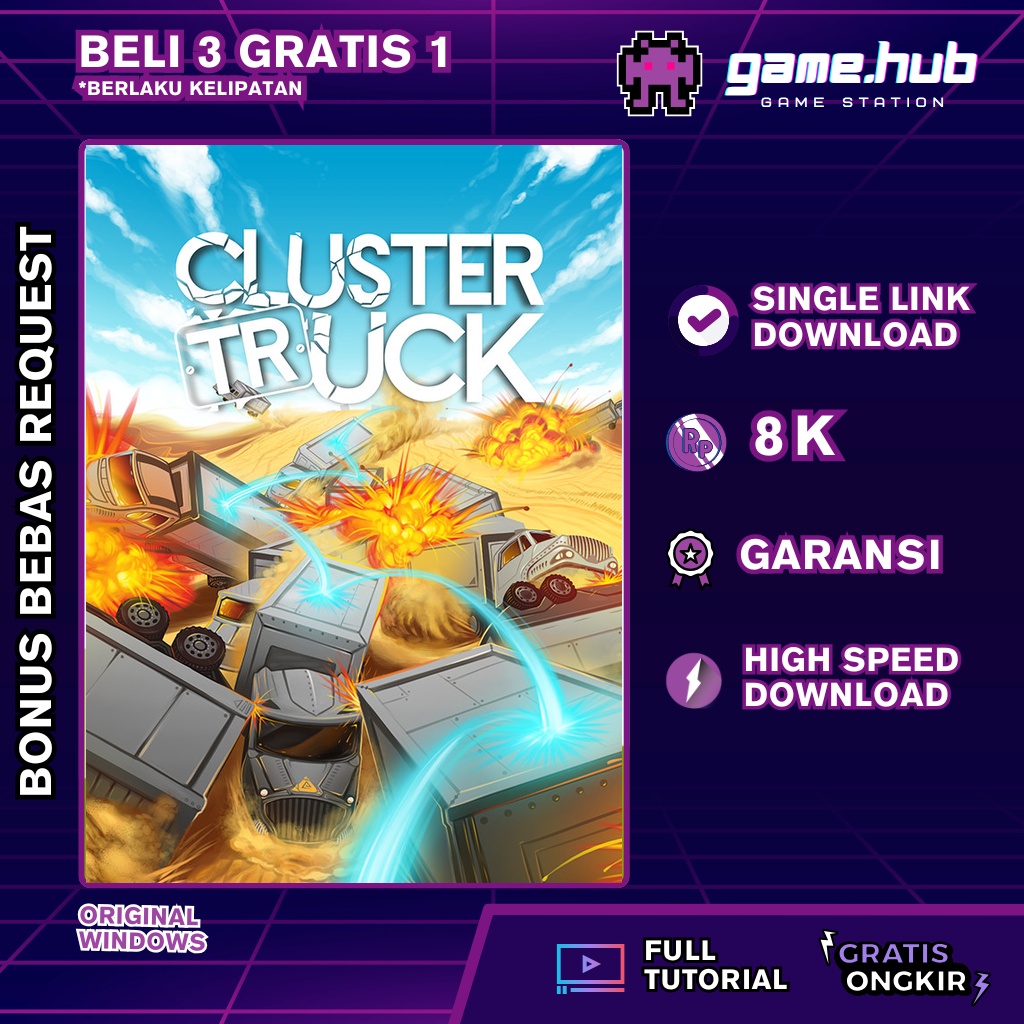 BELI 3 GRATIS 1
*BERLAKU KELIPATAN
game.hub
GAME STATION
BONUS BEBAS REQUEST
CLUSTER
TRUCK
SINGLE LINK
DOWNLOAD
Rp
8K
GARANSI
HIGH SPEED
DOWNLOAD
ORIGINAL
WINDOWS
FULL
TUTORIAL
GRATIS
ONGKIR